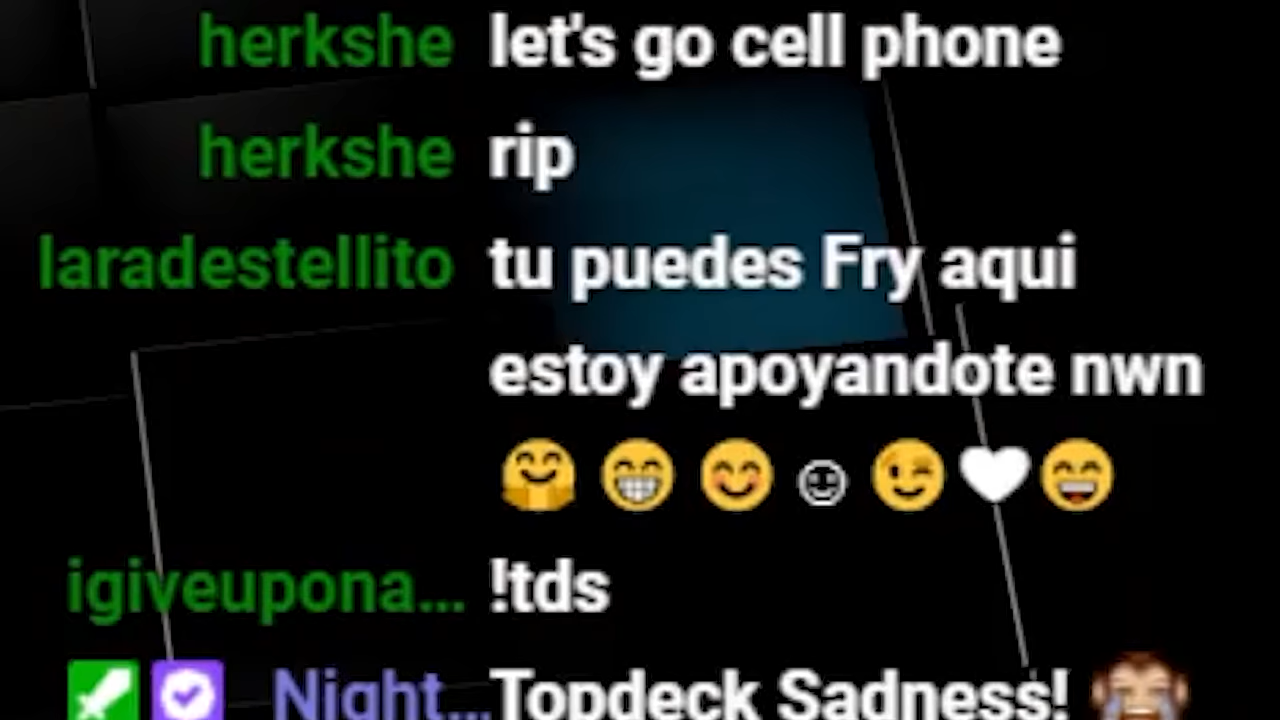 herkshe let's go cell phone
herkshe rip
laradestellito tu puedes Fry aqui
estoy apoyandote nwn
🤗 😁 😊 ☺ 😉 🤍 😄
igiveupona... !tds
Night... Topdeck Sadness!